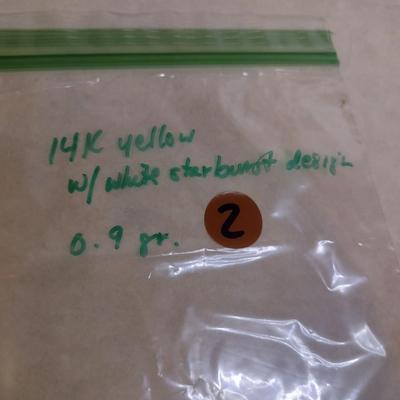 14K yellow
w/ white starburst design
0.9 gr.
2